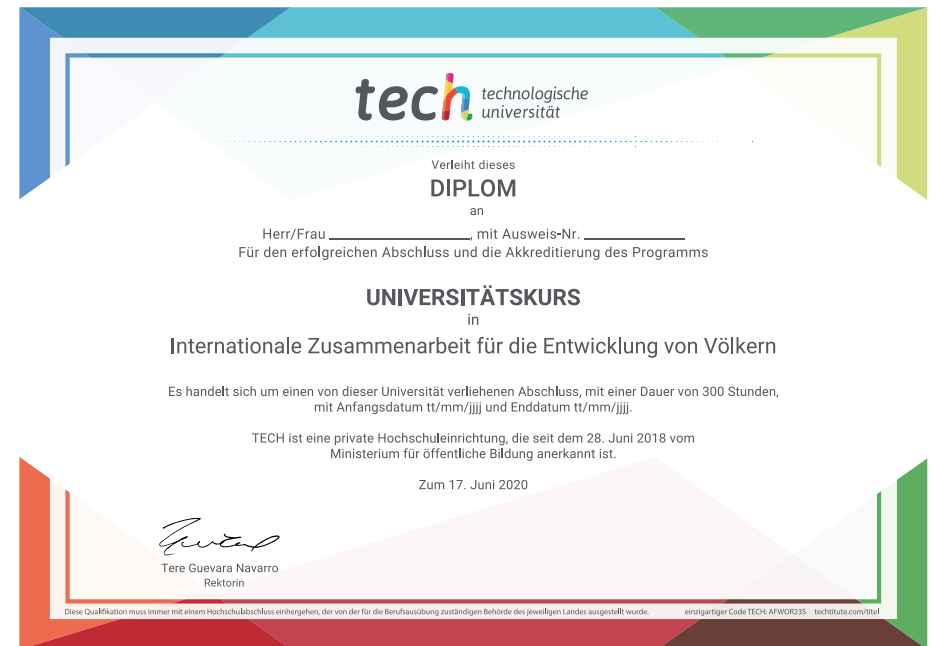 tech technologische
universität
Verleiht dieses
DIPLOM
an
Herr/Frau ____________________, mit Ausweis-Nr. ______________
Für den erfolgreichen Abschluss und die Akkreditierung des Programms
UNIVERSITÄTSKURS
in
Internationale Zusammenarbeit für die Entwicklung von Völkern
Es handelt sich um einen von dieser Universität verliehenen Abschluss, mit einer Dauer von 300 Stunden,
mit Anfangsdatum tt/mm/jjjj und Enddatum tt/mm/jjjj.
TECH ist eine private Hochschuleinrichtung, die seit dem 28. Juni 2018 vom
Ministerium für öffentliche Bildung anerkannt ist.
Zum 17. Juni 2020
Tere Guevara Navarro
Rektorin
Diese Qualifikation muss immer mit einem Hochschulabschluss einhergehen, der von der für die Berufsausübung zuständigen Behörde des jeweiligen Landes ausgestellt wurde. einzigartiger Code TECH: AFWOR23S techtitute.com/titel